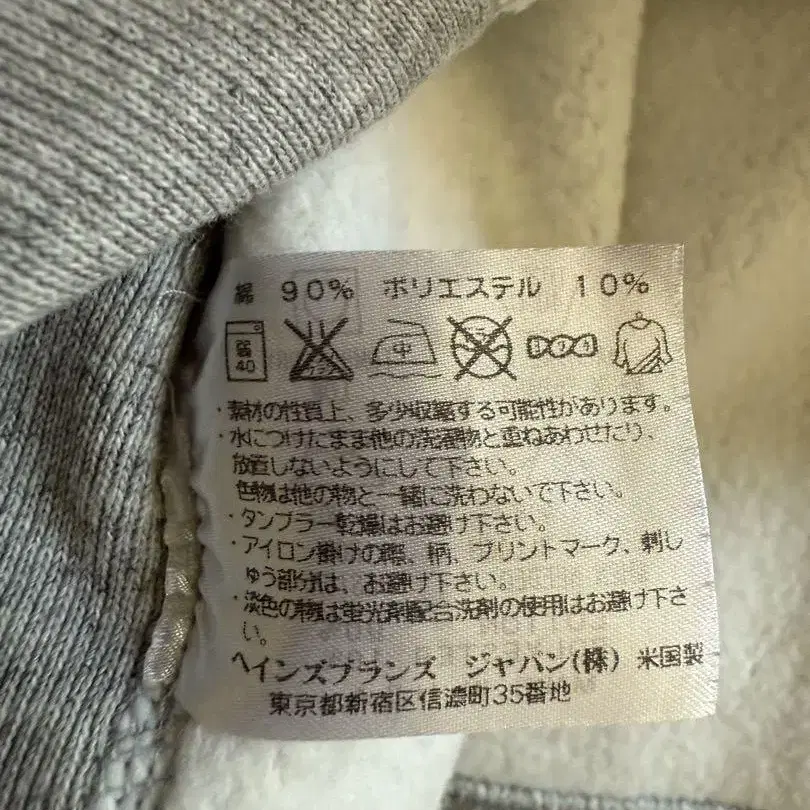 綿 90% ポリエステル 10%
弱 40 中 ドライ
・素材の性質上、多少収縮する可能性があります。
・水につけたまま他の洗濯物と重ねあわせたり、
放置しないようにして下さい。
色物は他の物と一緒に洗わないで下さい。
・タンブラー乾燥はお避け下さい。
・アイロン掛けの際、柄、プリントマーク、刺し
ゅう部分は、お避け下さい。
・淡色の物は蛍光剤配合洗剤の使用はお避け下さ
い。
ヘインズブランズ ジャパン(株) 米国製
東京都新宿区信濃町35番地